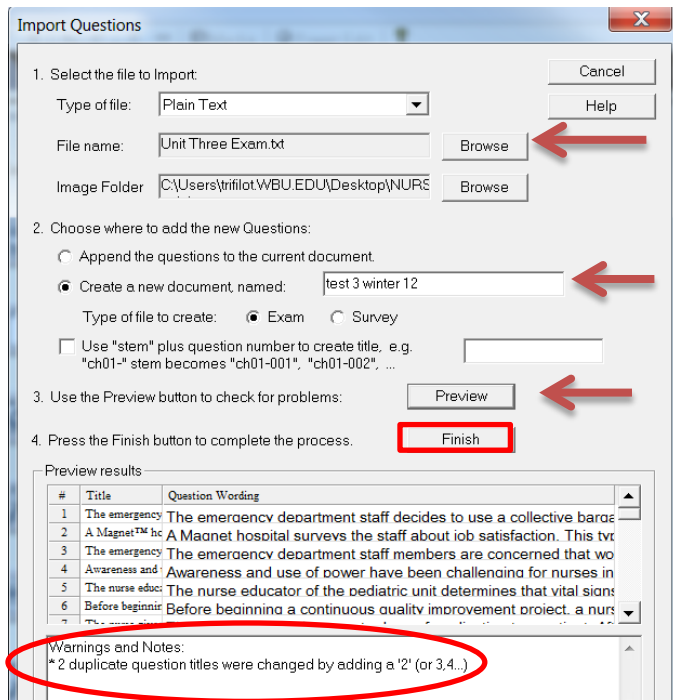 Import Questions
X
1. Select the file to Import:
Cancel
Type of file:
Plain Text
Help
File name:
Unit Three Exam.txt
Browse
Image Folder
C:\Users\trifilot.WBU.EDU\Desktop\NURS
Browse
2. Choose where to add the new Questions:
Append the questions to the current document.
Create a new document, named:
test 3 winter 12
Type of file to create:
Exam
Survey
Use "stem" plus question number to create title, e.g.
"ch01-" stem becomes "ch01-001", "ch01-002", ...
3. Use the Preview button to check for problems:
Preview
4. Press the Finish button to complete the process.
Finish
Preview results
# Title Question Wording
1 The emergency The emergency department staff decides to use a collective barga
2 A Magnet™ ho A Magnet hospital surveys the staff about job satisfaction. This typ
3 The emergency The emergency department staff members are concerned that wo
4 Awareness and Awareness and use of power have been challenging for nurses in
5 The nurse educa The nurse educator of the pediatric unit determines that vital signs
6 Before beginnin Before beginning a continuous quality improvement project, a nurs
Warnings and Notes:
* 2 duplicate question titles were changed by adding a '2' (or 3,4...)